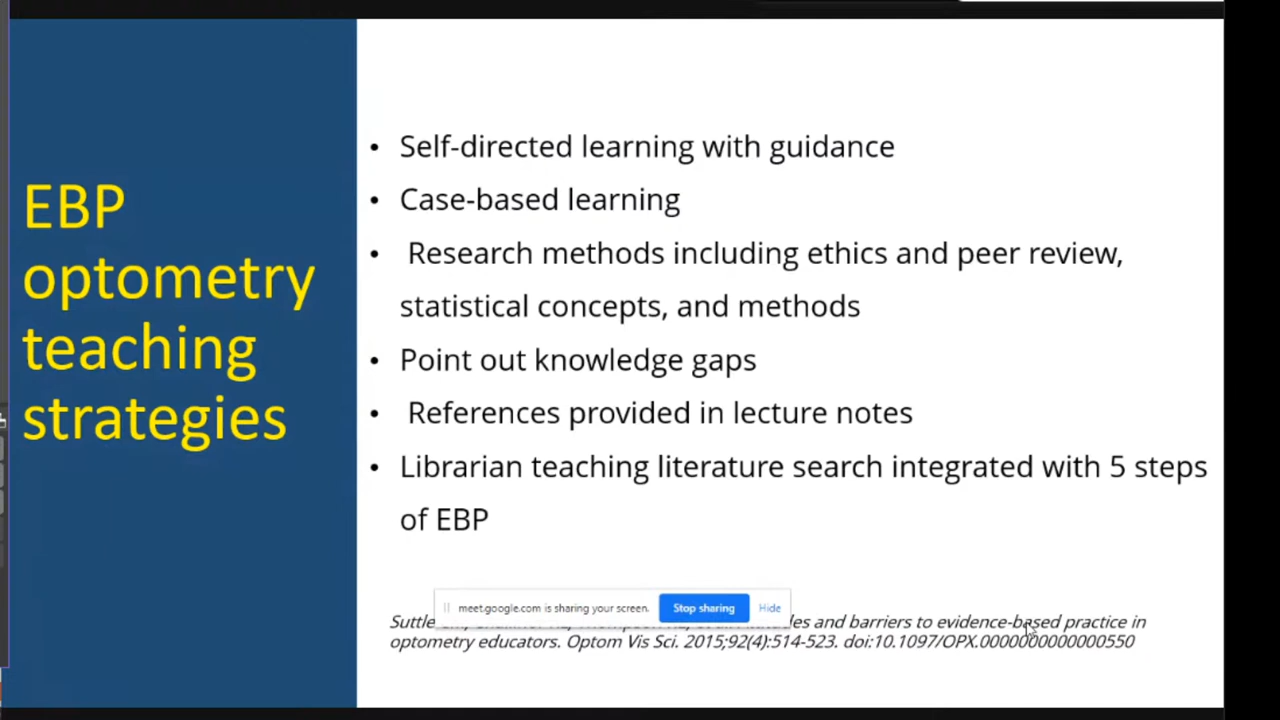 EBP
optometry
teaching
strategies
• Self-directed learning with guidance
• Case-based learning
• Research methods including ethics and peer review,
statistical concepts, and methods
• Point out knowledge gaps
• References provided in lecture notes
• Librarian teaching literature search integrated with 5 steps
of EBP
meet.google.com is sharing your screen.
Stop sharing
Hide
and barriers to evidence-based practice in
optometry educators. Optom Vis Sci. 2015;92(4):514-523. doi:10.1097/OPX.0000000000000550